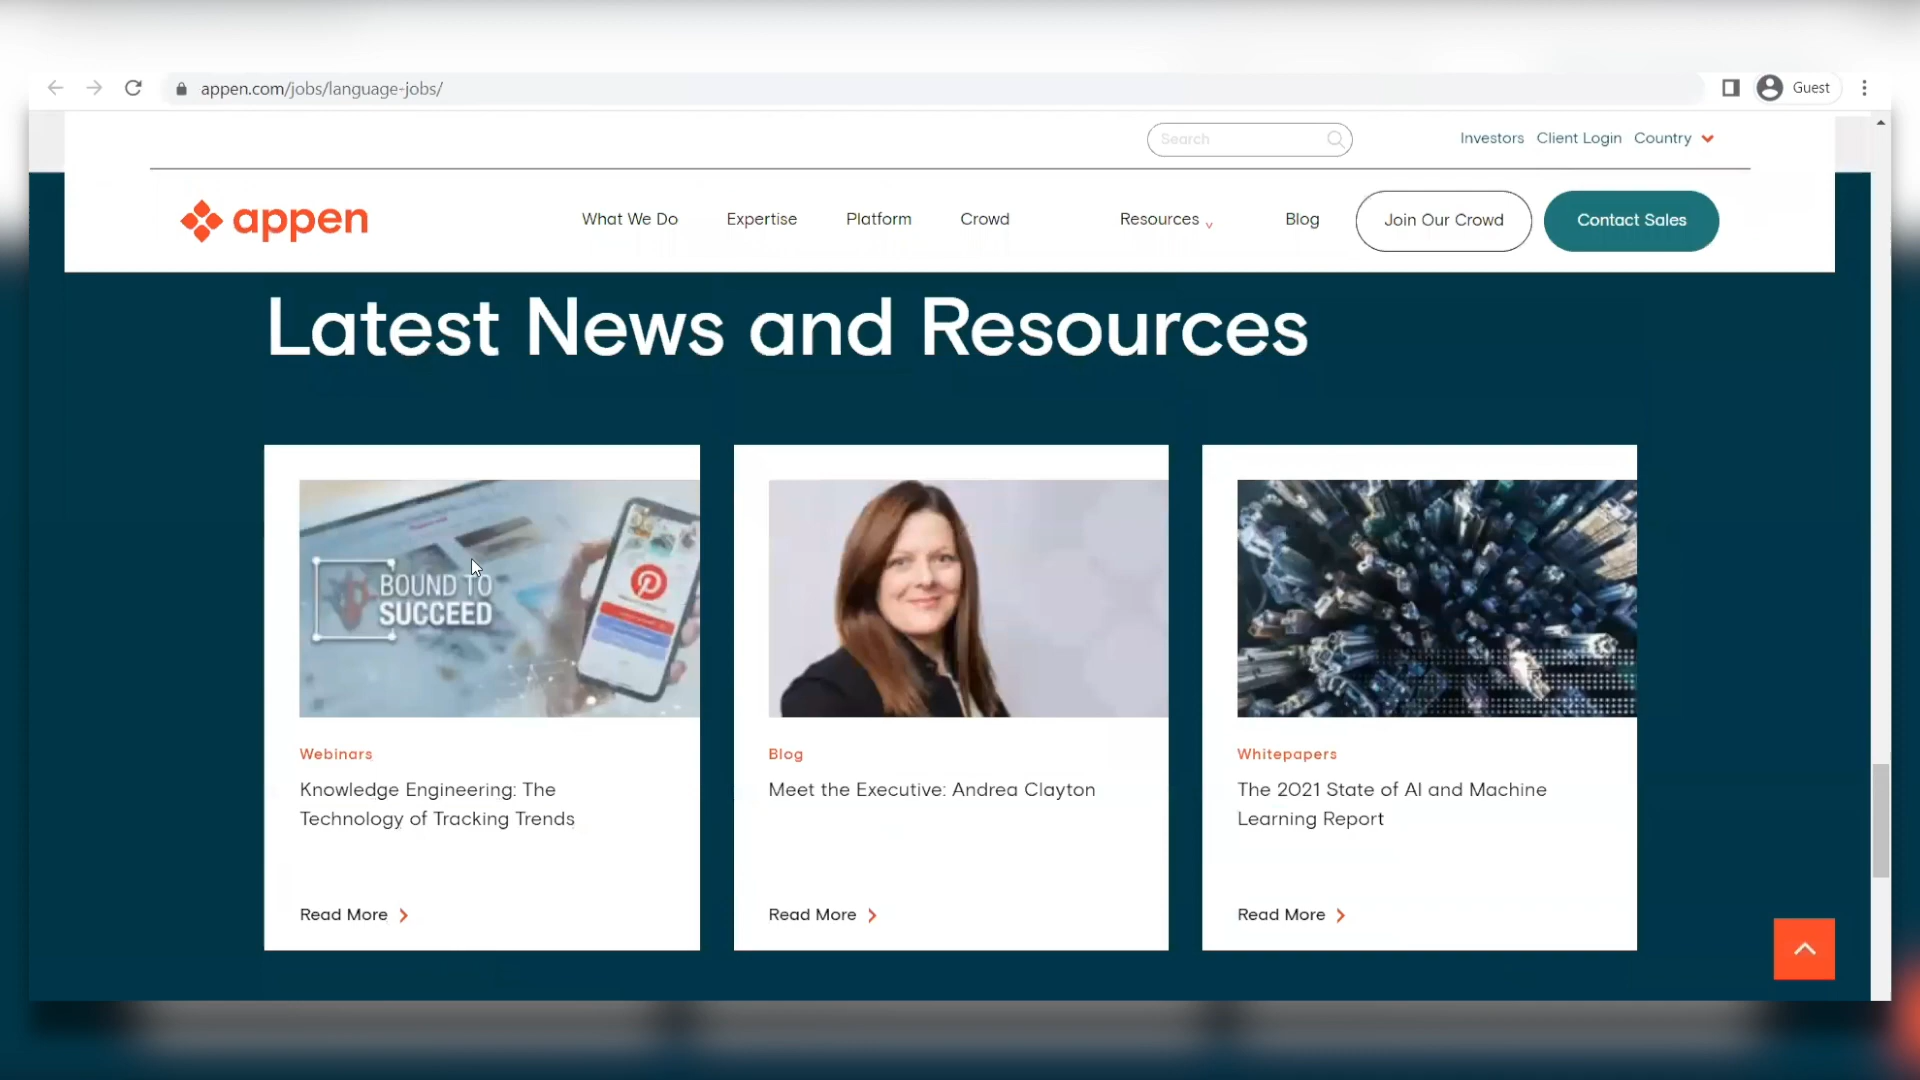 appen.com/jobs/language-jobs/
Guest
Search
Investors Client Login Country
appen
What We Do Expertise Platform Crowd Resources Blog Join Our Crowd Contact Sales
Latest News and Resources
BOUND TO
SUCCEED
Webinars
Knowledge Engineering: The
Technology of Tracking Trends
Read More
Blog
Meet the Executive: Andrea Clayton
Read More
Whitepapers
The 2021 State of AI and Machine
Learning Report
Read More